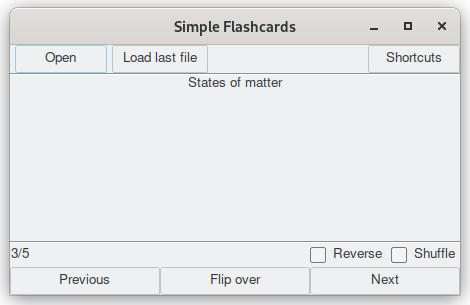 Simple Flashcards
Open Load last file Shortcuts
States of matter
3/5 Reverse Shuffle
Previous Flip over Next